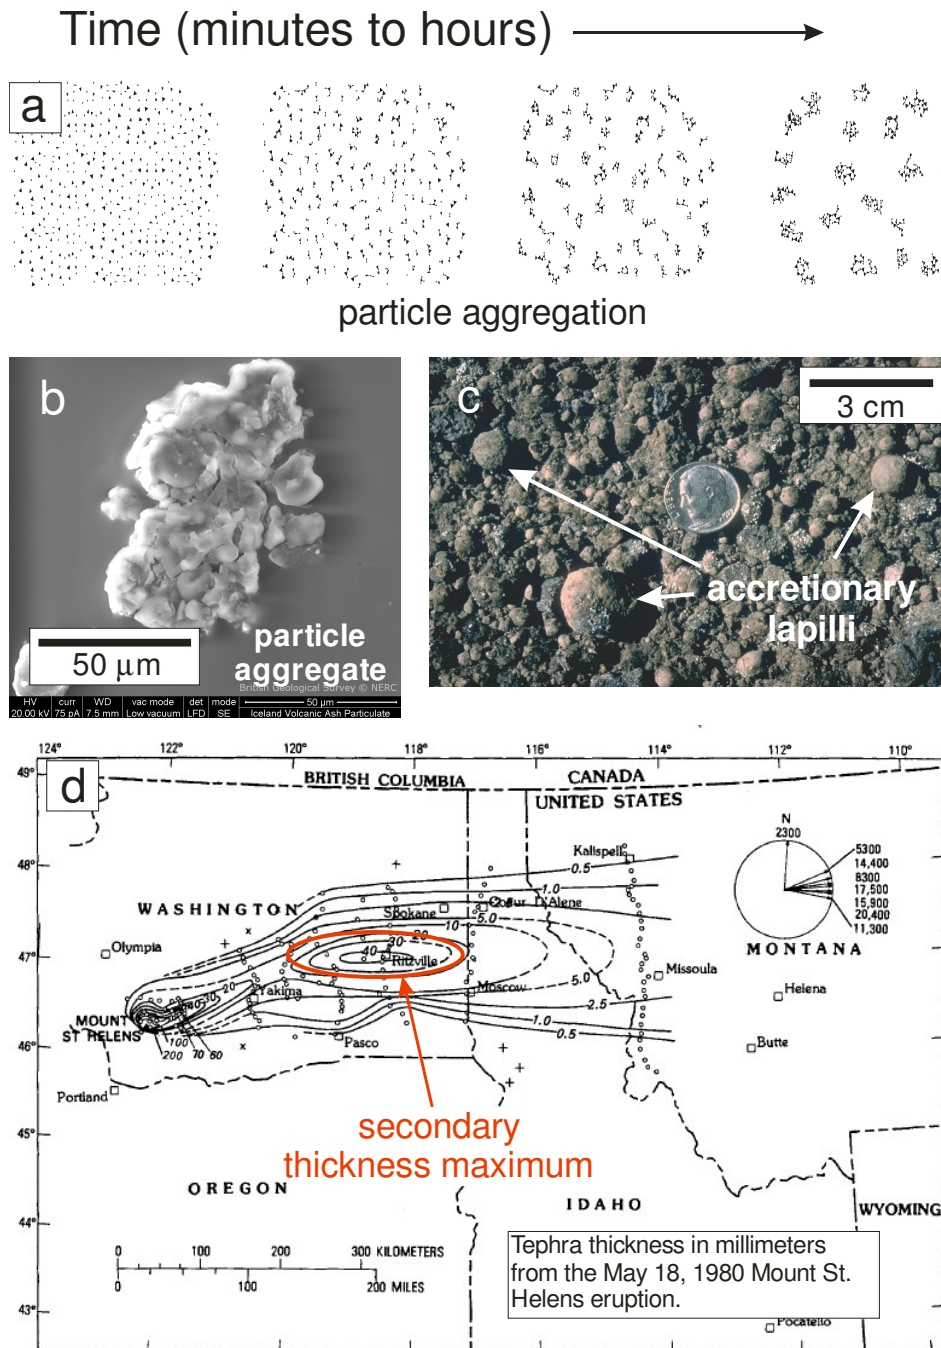 Time (minutes to hours)
a
particle aggregation
b
50 μm
particle
aggregate
British Geological Survey © NERC
HV curr WD vac mode det mode 50 μm
20.00 kV 75 pA 7.5 mm Low vacuum LFD SE Iceland Volcanic Ash Particulate
c
3 cm
accretionary
lapilli
124° 122° 120° 118° 116° 114° 112° 110°
d
49°
BRITISH COLUMBIA
CANADA
UNITED STATES
N
2300
5300
14,400
8300
17,500
15,900
20,400
11,300
48°
Kalispell
0.5
1.0
WASHINGTON
Spokane
Coeur D'Alene
5.0
10
20
30
40
Ritzville
MONTANA
Olympia
47°
Missoula
Helena
Yakima
Moscow
5.0
2.5
1.0
0.5
40 30 20
MOUNT
ST HELENS
100
200
70
60
46°
Pasco
Butte
Portland
45°
secondary
thickness maximum
OREGON
IDAHO
WYOMING
44°
0 100 200 300 KILOMETERS
0 100 200 MILES
Tephra thickness in millimeters
from the May 18, 1980 Mount St.
Helens eruption.
43°
Pocatello